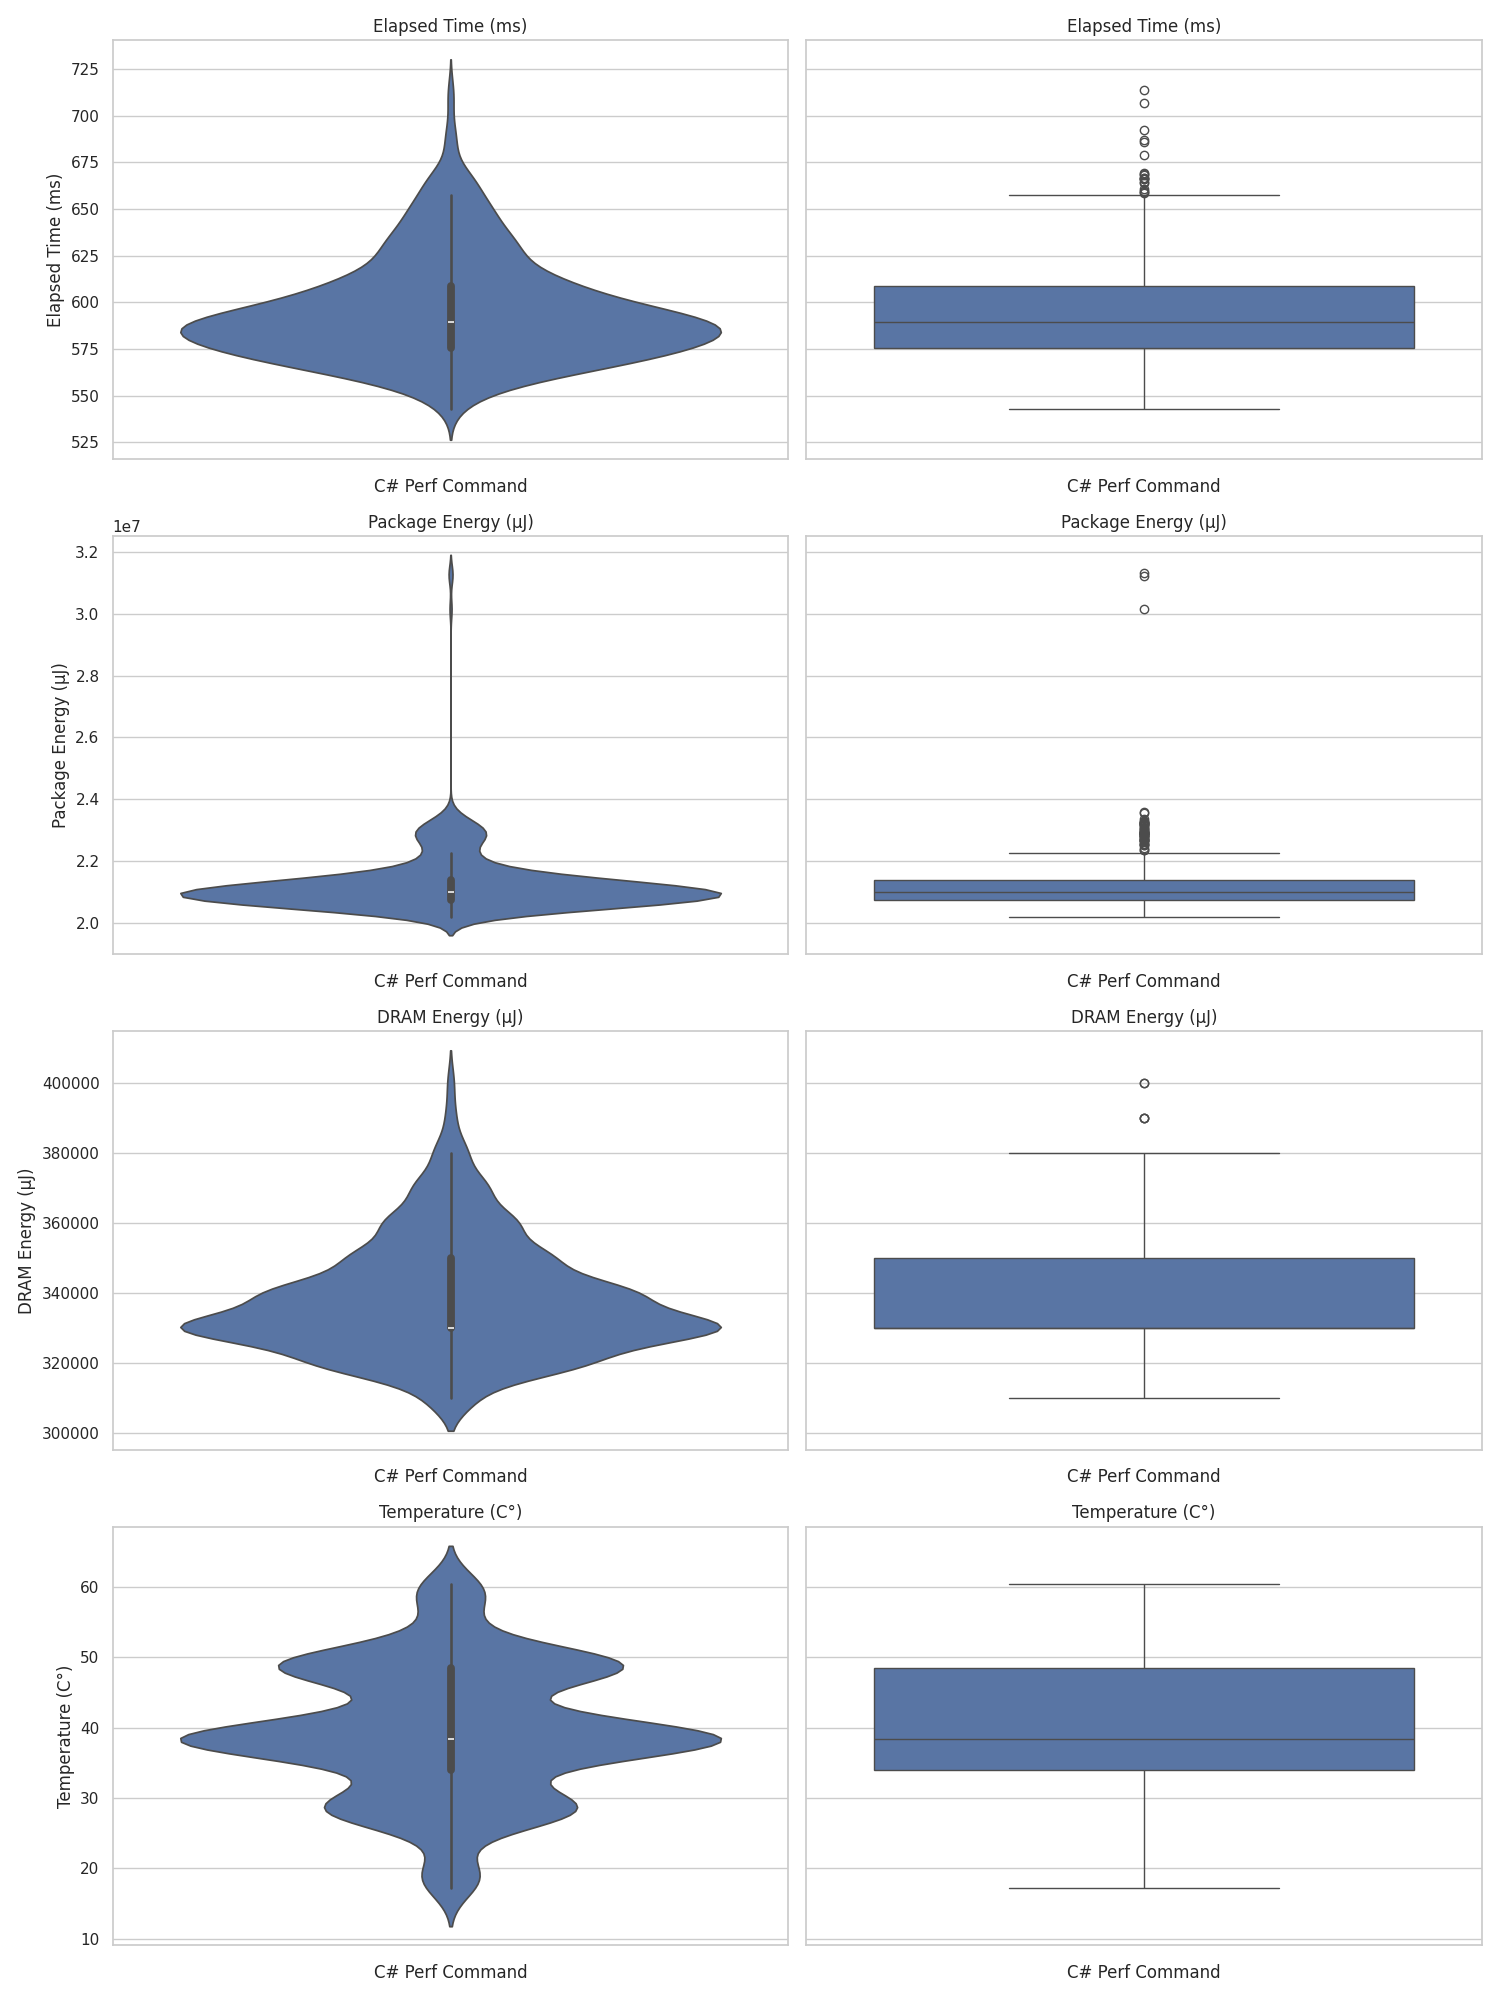 Elapsed Time (ms)
Elapsed Time (ms)
725
700
675
650
625
600
575
550
525
Elapsed Time (ms)
C# Perf Command
C# Perf Command
Package Energy (µJ)
Package Energy (µJ)
1e7
3.2
3.0
2.8
2.6
2.4
2.2
2.0
Package Energy (µJ)
C# Perf Command
C# Perf Command
DRAM Energy (µJ)
DRAM Energy (µJ)
400000
380000
360000
340000
320000
300000
DRAM Energy (µJ)
C# Perf Command
C# Perf Command
Temperature (C°)
Temperature (C°)
60
50
40
30
20
10
Temperature (C°)
C# Perf Command
C# Perf Command